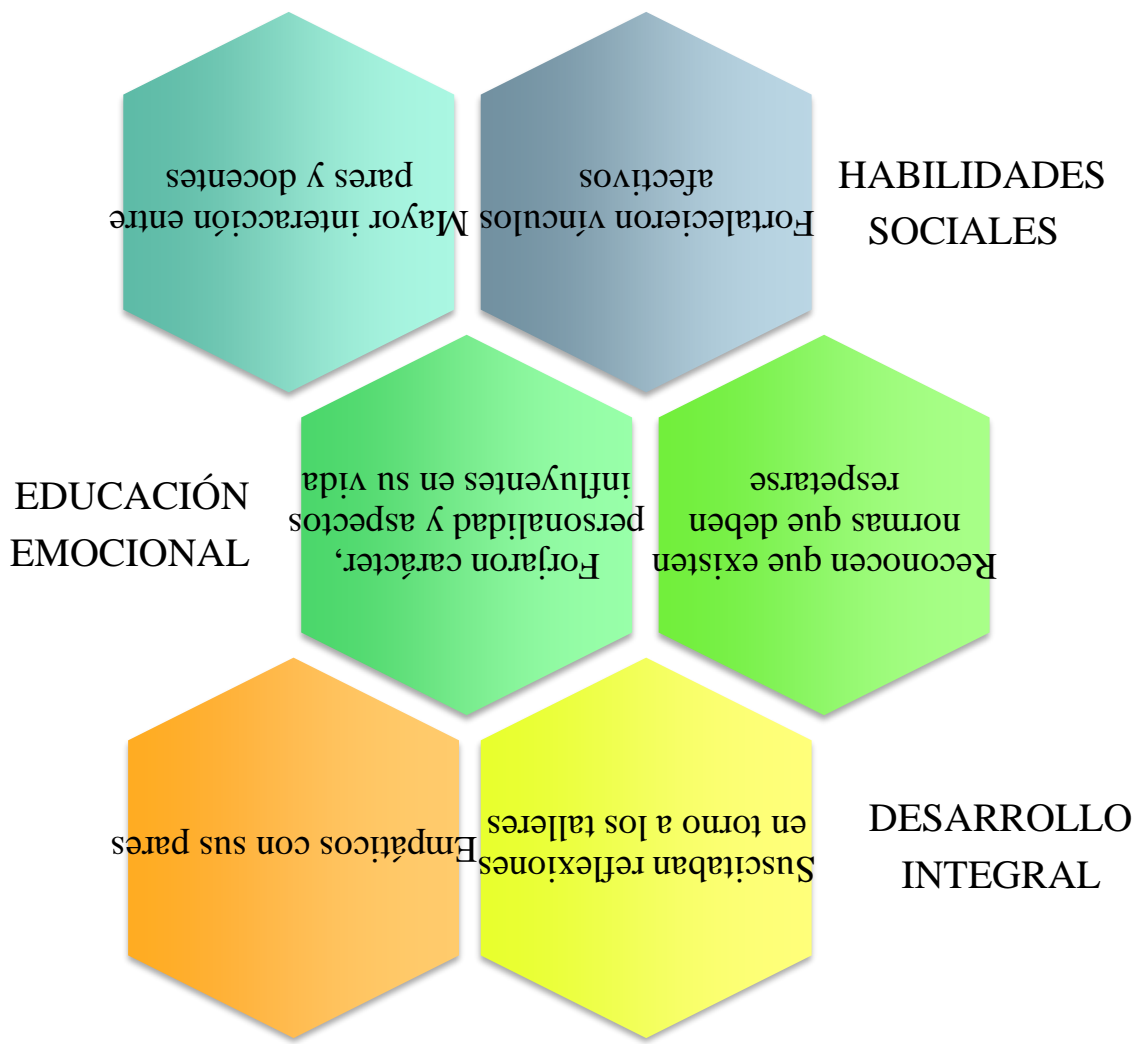 Mayor interacción entre
pares y docentes
Fortalecieron vínculos
afectivos
HABILIDADES
SOCIALES
EDUCACIÓN
EMOCIONAL
Forjaron carácter,
personalidad y aspectos
influyentes en su vida
Reconocen que existen
normas que deben
respetarse
Empáticos con sus pares
Suscitaban reflexiones
en torno a los talleres
DESARROLLO
INTEGRAL